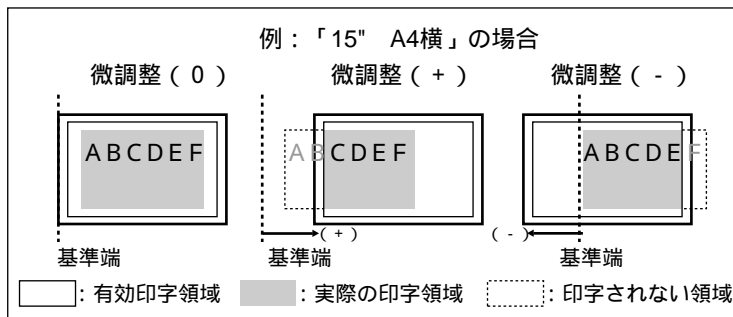 例：「15"　A4横」の場合
微調整（０）　微調整（＋）　微調整（－）
ABCDEF　ABCDEF　ABCDEF
（＋）　（－）
基準端　基準端　基準端
：有効印字領域　：実際の印字領域　：印字されない領域